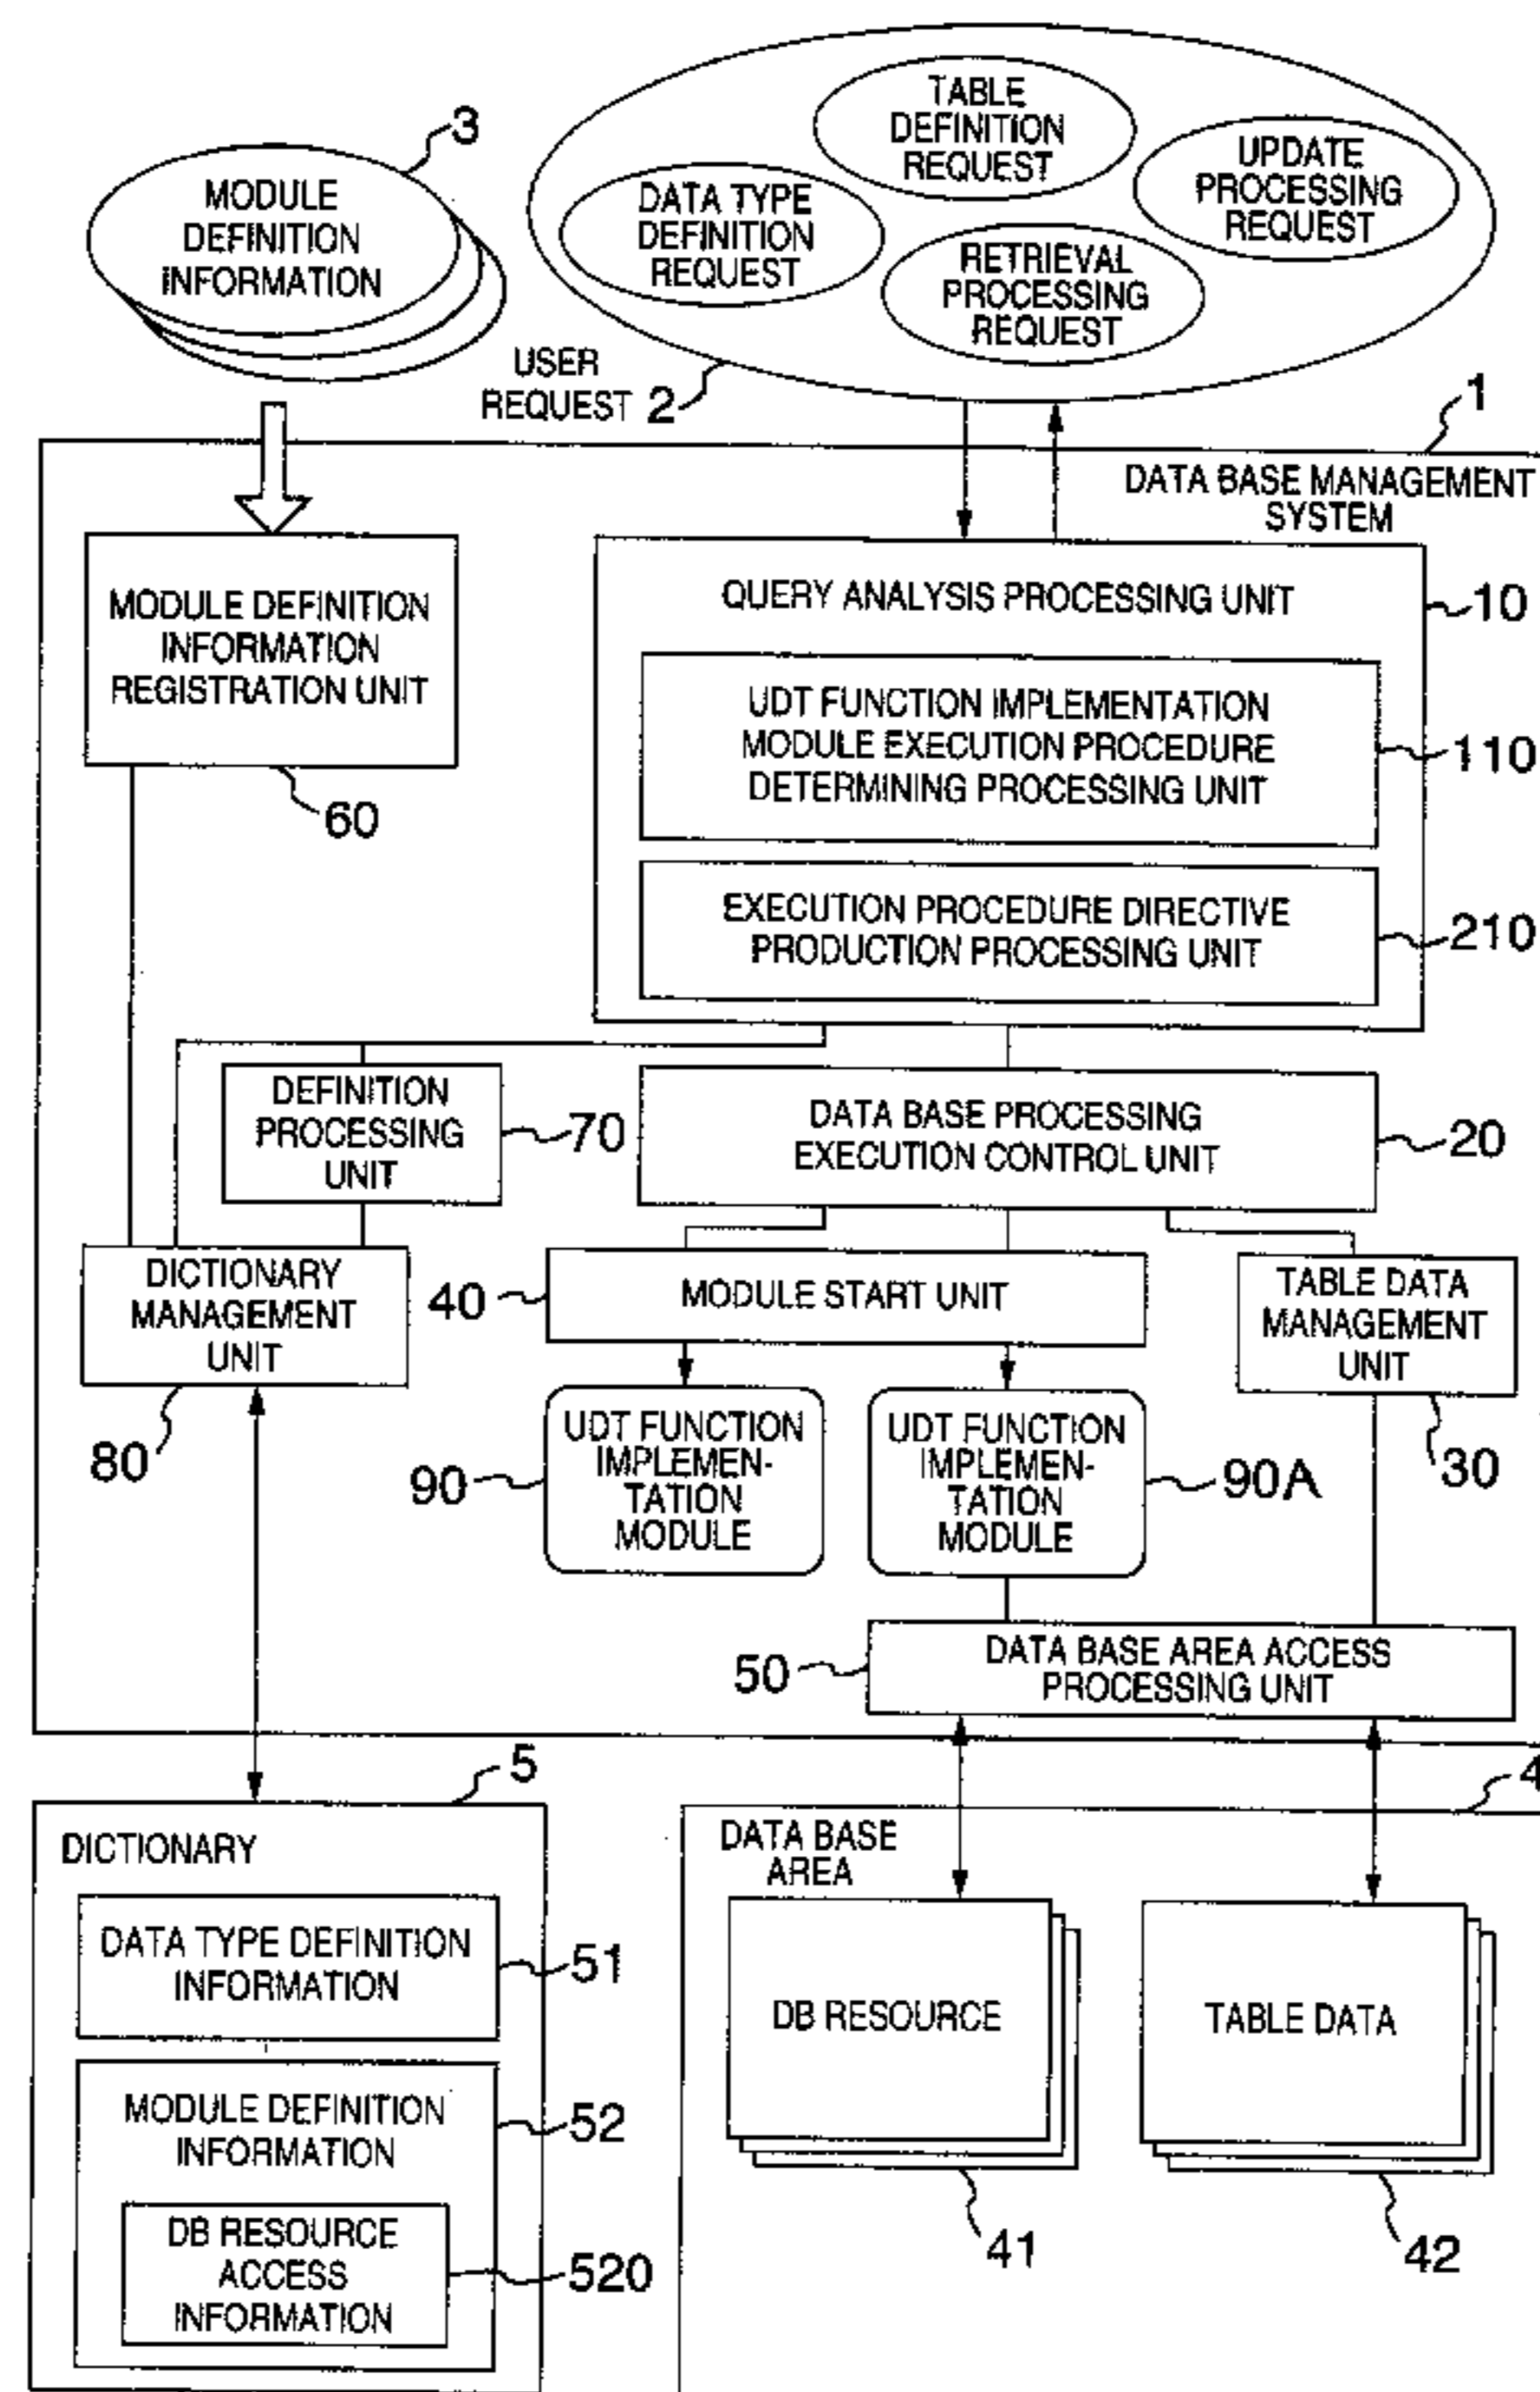 3
MODULE
DEFINITION
INFORMATION
TABLE
DEFINITION
REQUEST
UPDATE
PROCESSING
REQUEST
DATA TYPE
DEFINITION
REQUEST
RETRIEVAL
PROCESSING
REQUEST
USER
REQUEST 2
1
DATA BASE MANAGEMENT
SYSTEM
MODULE DEFINITION
INFORMATION
REGISTRATION UNIT
60
QUERY ANALYSIS PROCESSING UNIT
10
UDT FUNCTION IMPLEMENTATION
MODULE EXECUTION PROCEDURE
DETERMINING PROCESSING UNIT
110
EXECUTION PROCEDURE DIRECTIVE
PRODUCTION PROCESSING UNIT
210
DEFINITION
PROCESSING
UNIT
70
DATA BASE PROCESSING
EXECUTION CONTROL UNIT
20
DICTIONARY
MANAGEMENT
UNIT
80
40
MODULE START UNIT
TABLE DATA
MANAGEMENT
UNIT
30
90
UDT FUNCTION
IMPLEMEN-
TATION
MODULE
UDT FUNCTION
IMPLEMEN-
TATION
MODULE
90A
50
DATA BASE AREA ACCESS
PROCESSING UNIT
5
DICTIONARY
DATA TYPE DEFINITION
INFORMATION
51
MODULE DEFINITION
INFORMATION
52
DB RESOURCE
ACCESS
INFORMATION
520
4
DATA BASE
AREA
DB RESOURCE
41
TABLE DATA
42